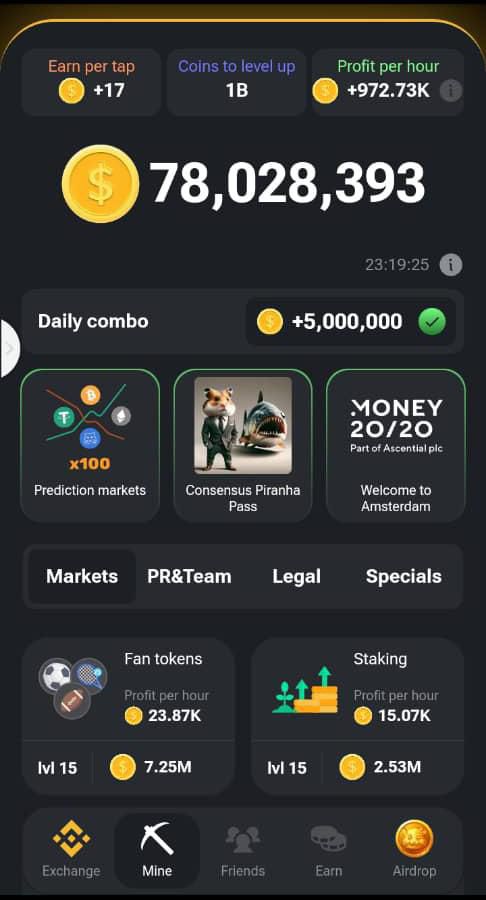 Earn per tap
+17
Coins to level up
1B
Profit per hour
+972.73K
78,028,393
23:19:25
Daily combo
+5,000,000
x100
Prediction markets
Consensus Piranha
Pass
MONEY
20/20
Part of Ascential plc
Welcome to
Amsterdam
Markets
PR&Team
Legal
Specials
Fan tokens
Profit per hour
23.87K
lvl 15
7.25M
Staking
Profit per hour
15.07K
lvl 15
2.53M
Exchange
Mine
Friends
Earn
Airdrop